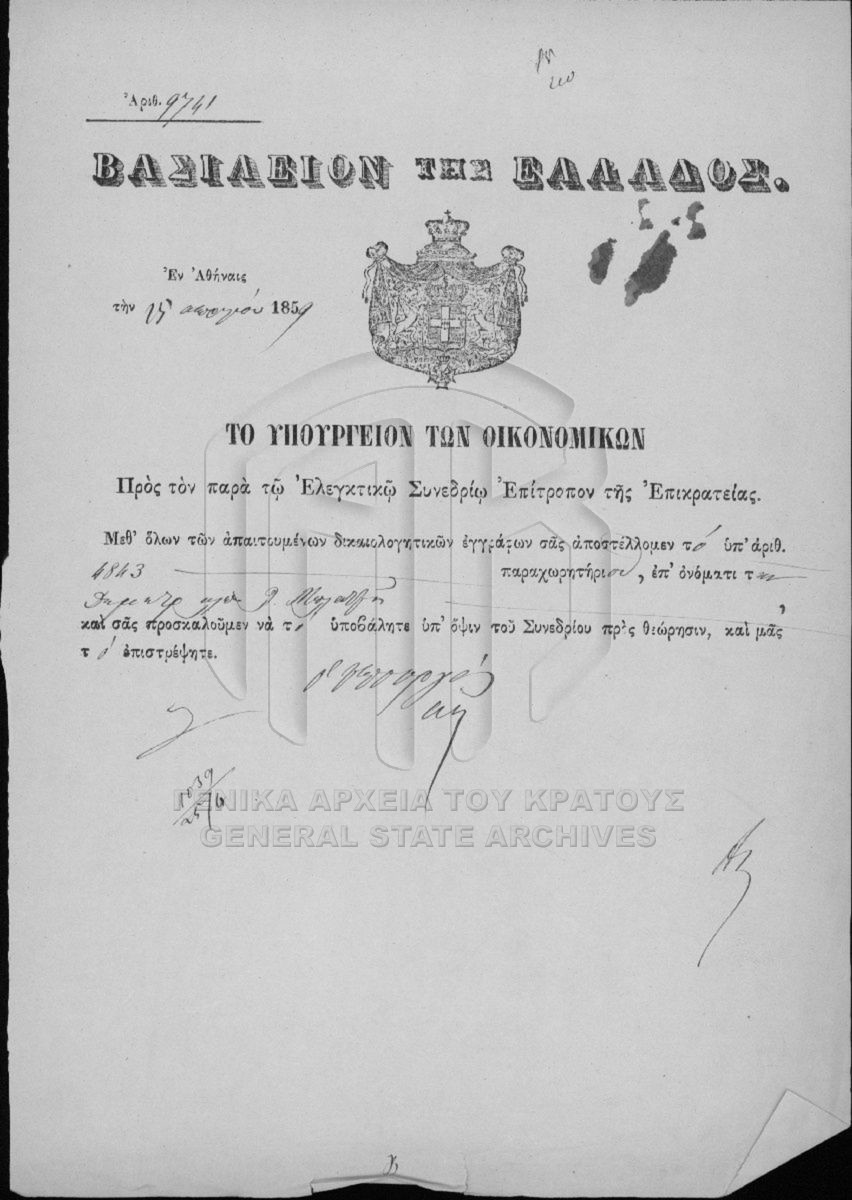 Ἀριθ. 9741
ΒΑΣΙΛΕΙΟΝ ΤΗΣ ΕΛΛΑΔΟΣ.
Ἐν Ἀθήναις
τὴν 1859
ΤΟ ΥΠΟΥΡΓΕΙΟΝ ΤΩΝ ΟΙΚΟΝΟΜΙΚΩΝ
Πρὸς τὸν παρὰ τῷ Ἐλεγκτικῷ Συνεδρίῳ Ἐπίτροπον τῆς Ἐπικρατείας.
Μεθ' ὅλων τῶν ἀπαιτουμένων δικαιολογητικῶν ἐγγράφων σᾶς ἀποστέλλομεν τὸ ὑπ' ἀριθ.
4843 παραχωρητήριον, ἐπ' ὀνόματι
καὶ σᾶς προσκαλοῦμεν νὰ τὸ ὑποβάλητε ὑπ' ὄψιν τοῦ Συνεδρίου πρὸς θεώρησιν, καὶ μᾶς
τὸ ἐπιστρέψητε.
ὁ Ὑπουργὸς
ΓΕΝΙΚΑ ΑΡΧΕΙΑ ΤΟΥ ΚΡΑΤΟΥΣ
GENERAL STATE ARCHIVES